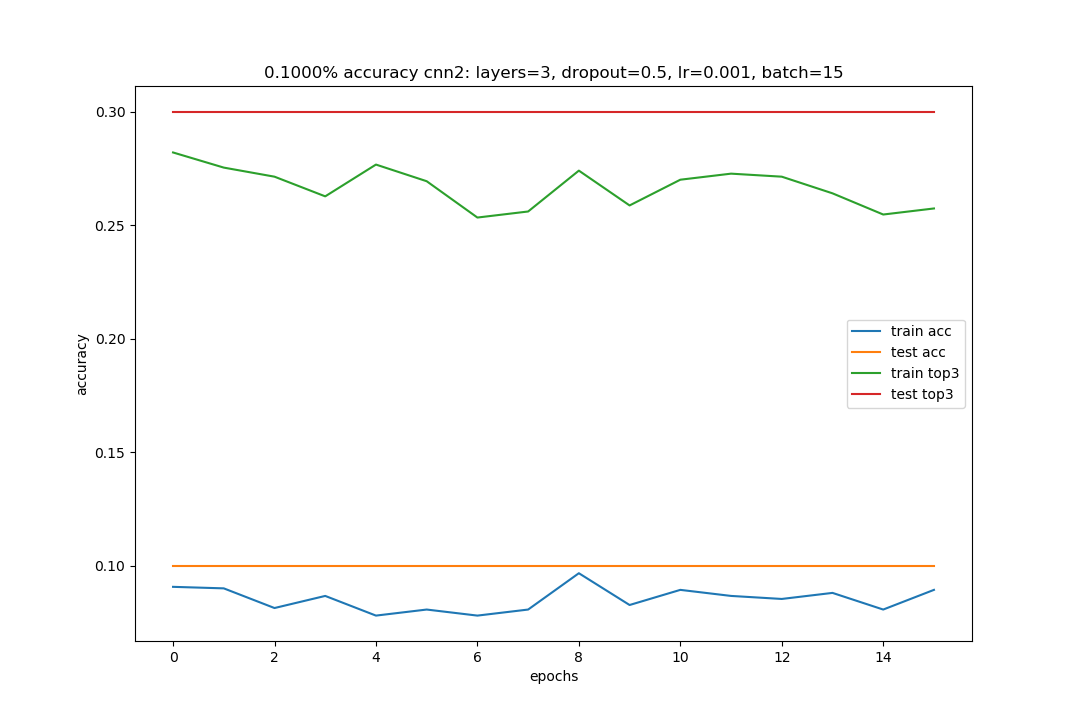 0.1000% accuracy cnn2: layers=3, dropout=0.5, lr=0.001, batch=15
0.30
0.25
0.20
0.15
0.10
accuracy
train acc
test acc
train top3
test top3
0 2 4 6 8 10 12 14
epochs